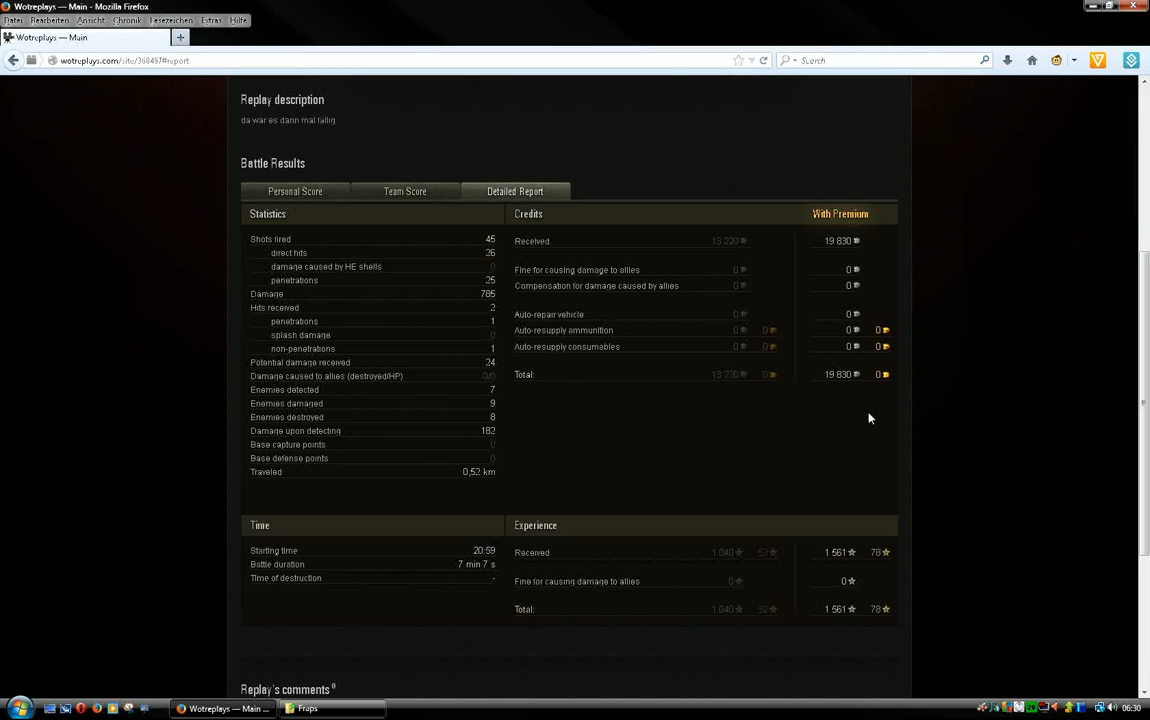 Wotreplays — Main - Mozilla Firefox
Datei Bearbeiten Ansicht Chronik Lesezeichen Extras Hilfe
Wotreplays — Main
wotreplays.com/site/368497#report Search
Replay description
da war es dann mal fällig
Battle Results
Personal Score Team Score Detailed Report
Statistics Credits With Premium
Shots fired 45 Received 13 220 19 830
direct hits 26
damage caused by HE shells 0 Fine for causing damage to allies 0 0
penetrations 25 Compensation for damage caused by allies 0 0
Damage 785
Hits received 2 Auto-repair vehicle 0 0
penetrations 1 Auto-resupply ammunition 0 0 0 0
splash damage 0
non-penetrations 1 Auto-resupply consumables 0 0 0 0
Potential damage received 24
Damage caused to allies (destroyed/HP) 0/0 Total: 13 220 0 19 830 0
Enemies detected 7
Enemies damaged 9
Enemies destroyed 8
Damage upon detecting 182
Base capture points 0
Base defense points 0
Traveled 0,52 km
Time Experience
Starting time 20:59 Received 1 040 52 1 561 78
Battle duration 7 min 7 s
Time of destruction - Fine for causing damage to allies 0 0
Total: 1 040 52 1 561 78
Replay's comments 0
Wotreplays — Main ... Fraps 06:30